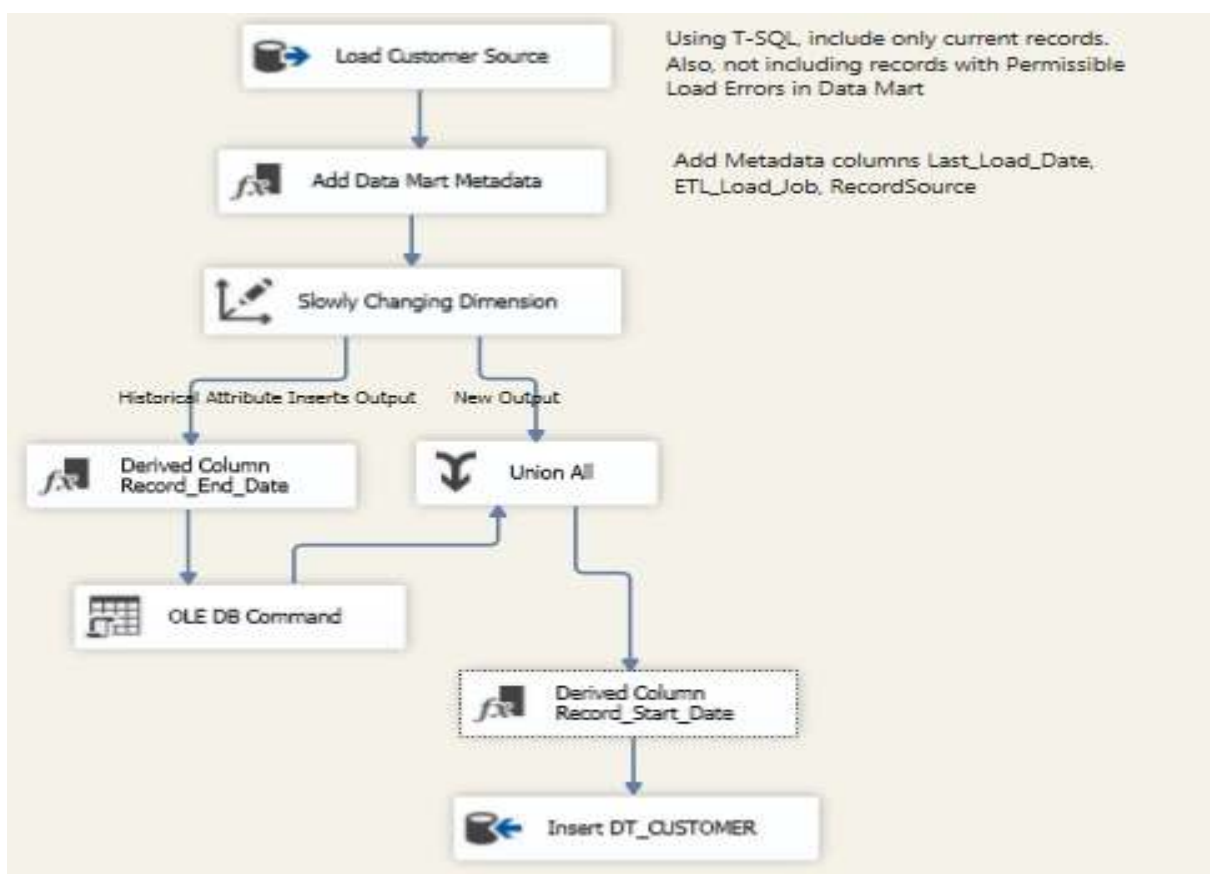 Load Customer Source
Using T-SQL, include only current records.
Also, not including records with Permissible
Load Errors in Data Mart
Add Data Mart Metadata
Add Metadata columns Last_Load_Date,
ETL_Load_Job, RecordSource
Slowly Changing Dimension
Historical Attribute Inserts Output
New Output
Derived Column
Record_End_Date
Union All
OLE DB Command
Derived Column
Record_Start_Date
Insert DT_CUSTOMER